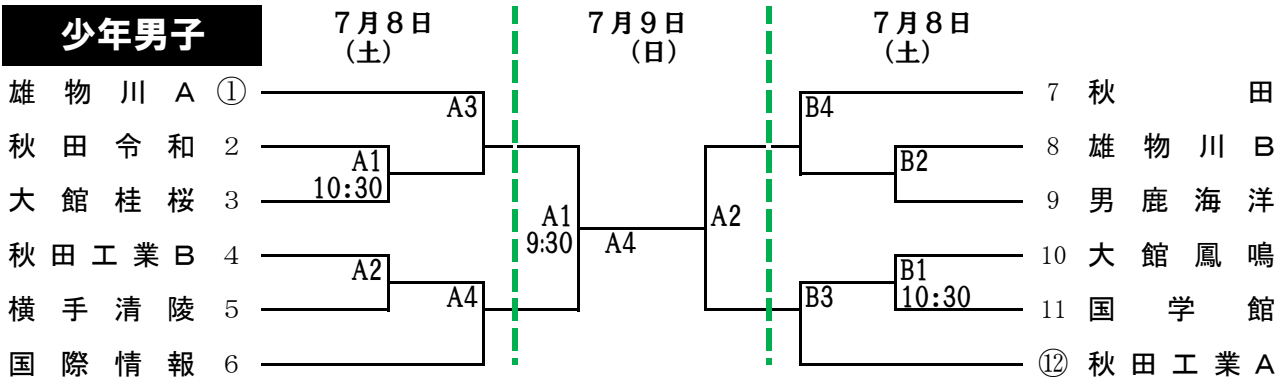 少年男子 7月8日 7月9日 7月8日
(土) (日) (土)
雄物川A ① A3 B4 7 秋田
秋田令和 2 A1 B2 8 雄物川B
10:30
大館桂桜 3 9 男鹿海洋
A1 A4 A2
9:30
秋田工業B 4 A2 B1 10 大館鳳鳴
10:30
横手清陵 5 A4 B3 11 国学館
国際情報 6 ⑫ 秋田工業A